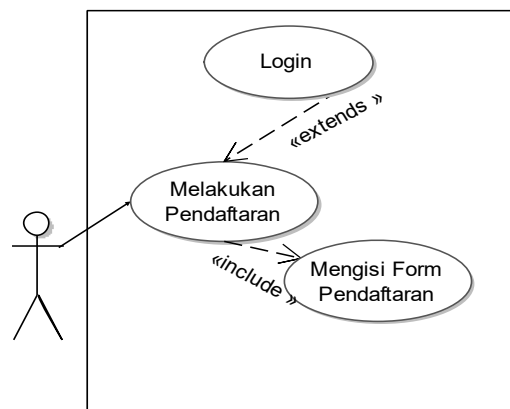 Login
«extends »
Melakukan
Pendaftaran
«include »
Mengisi Form
Pendaftaran